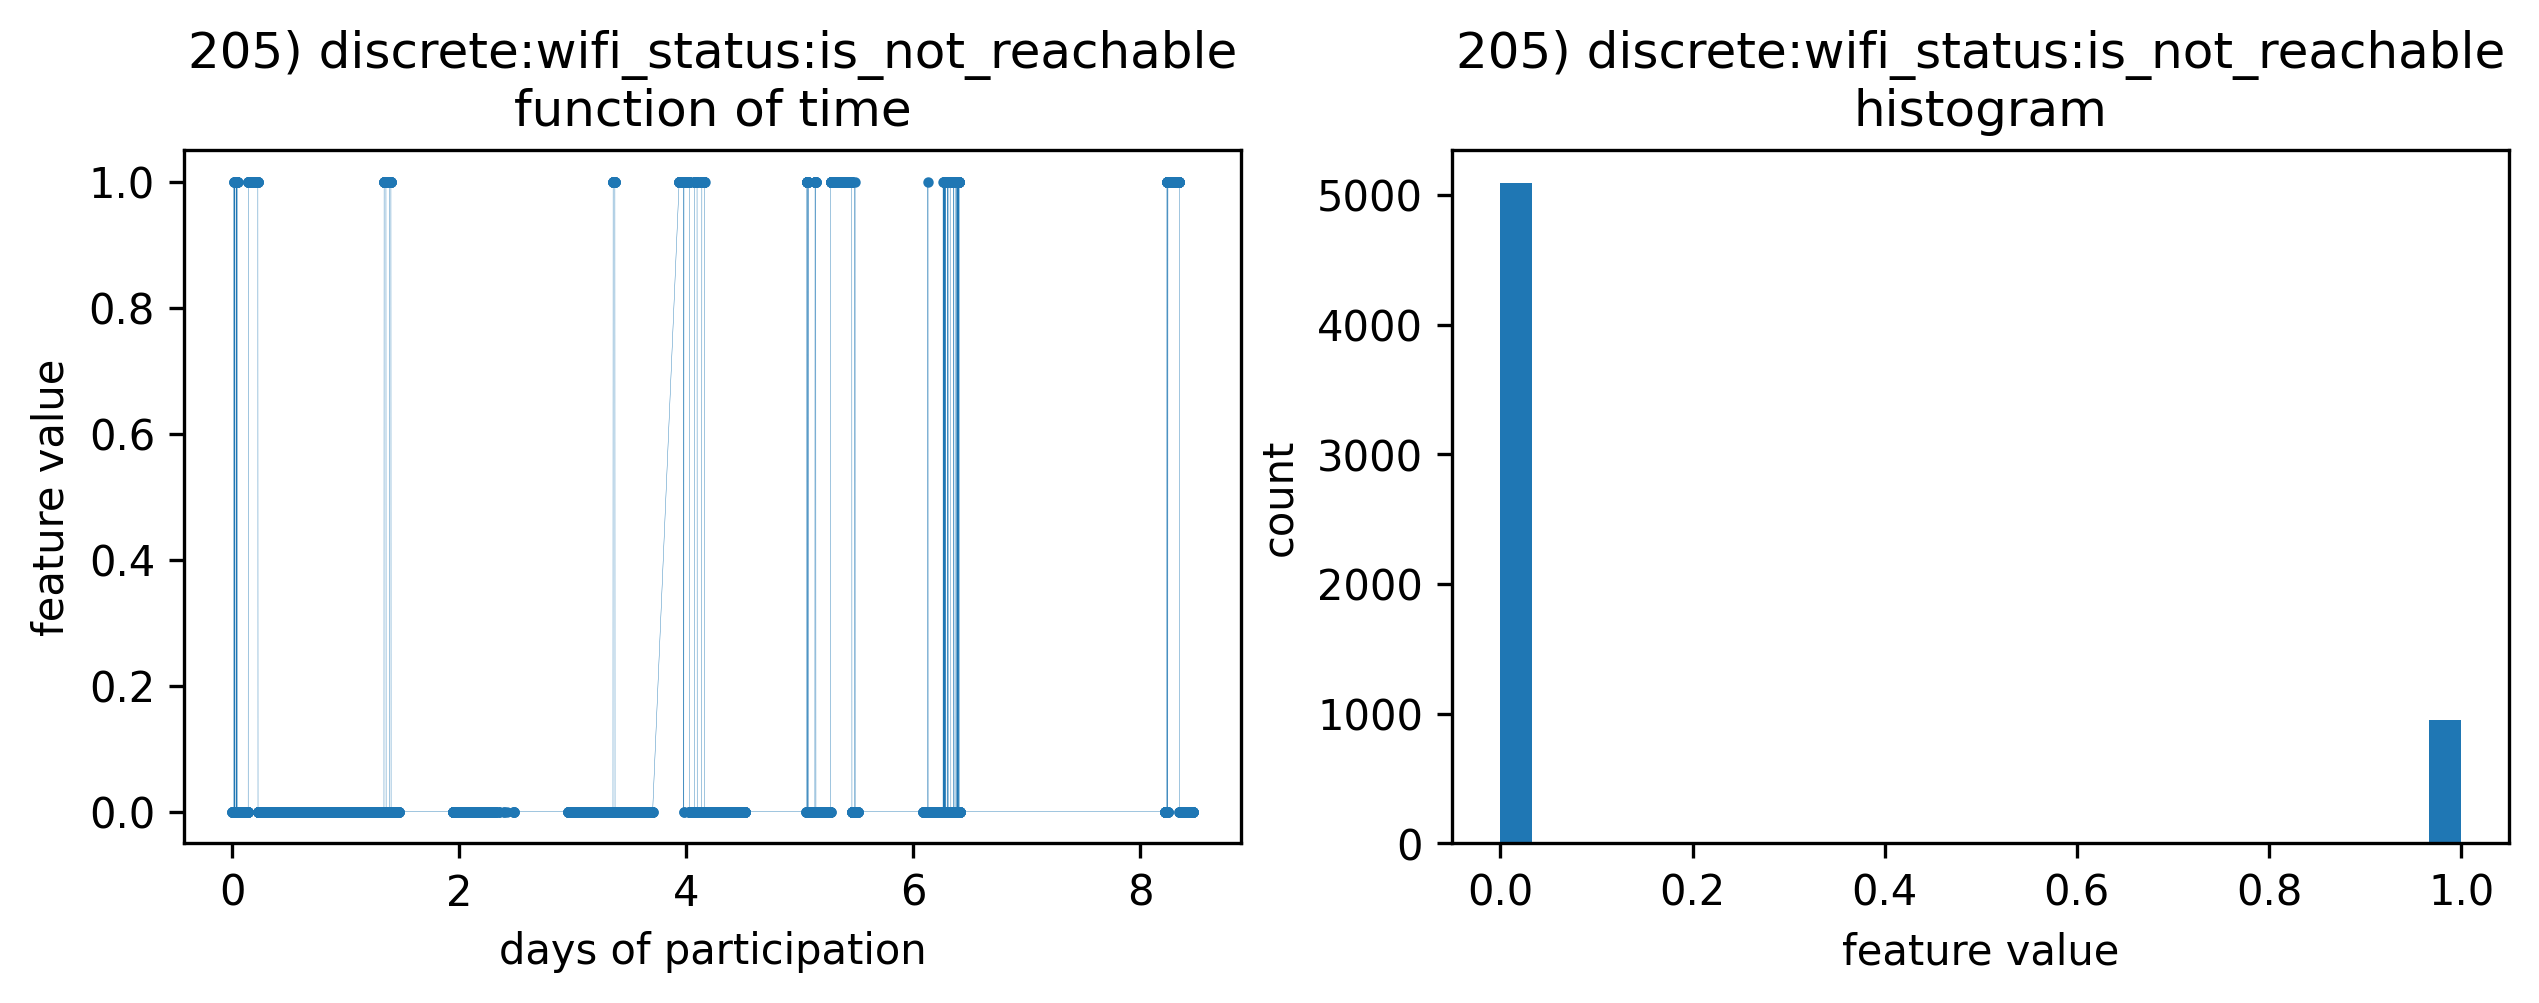 205) discrete:wifi_status:is_not_reachable
function of time
feature value
1.0
0.8
0.6
0.4
0.2
0.0
0
2
4
6
8
days of participation
205) discrete:wifi_status:is_not_reachable
histogram
count
5000
4000
3000
2000
1000
0
0.0
0.2
0.4
0.6
0.8
1.0
feature value